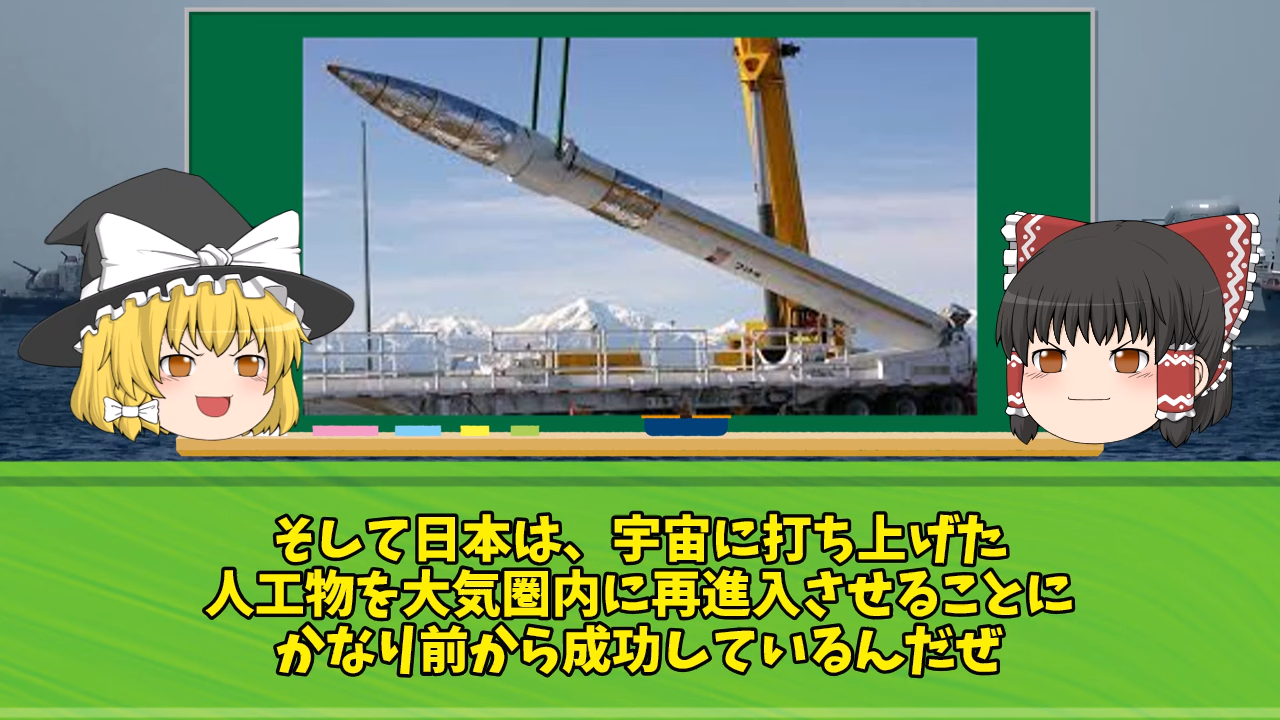 そして日本は、宇宙に打ち上げた
人工物を大気圏内に再進入させることに
かなり前から成功しているんだぜ